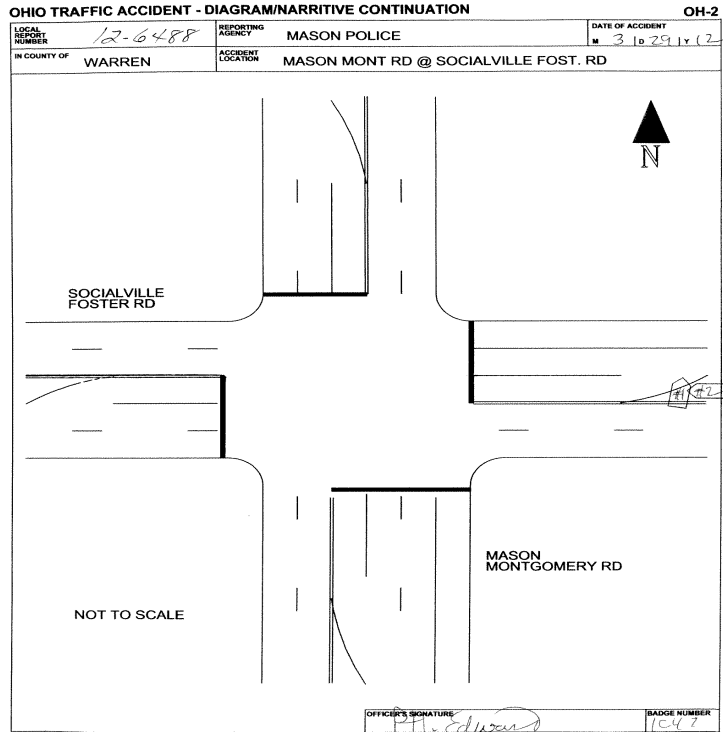 OHIO TRAFFIC ACCIDENT - DIAGRAM/NARRITIVE CONTINUATION OH-2
LOCAL REPORT NUMBER 12-6488
REPORTING AGENCY MASON POLICE
DATE OF ACCIDENT
M 3 D 29 Y 12
IN COUNTY OF WARREN
ACCIDENT LOCATION MASON MONT RD @ SOCIALVILLE FOST. RD
N
SOCIALVILLE
FOSTER RD
#1 #2
MASON
MONTGOMERY RD
NOT TO SCALE
OFFICER'S SIGNATURE
BADGE NUMBER